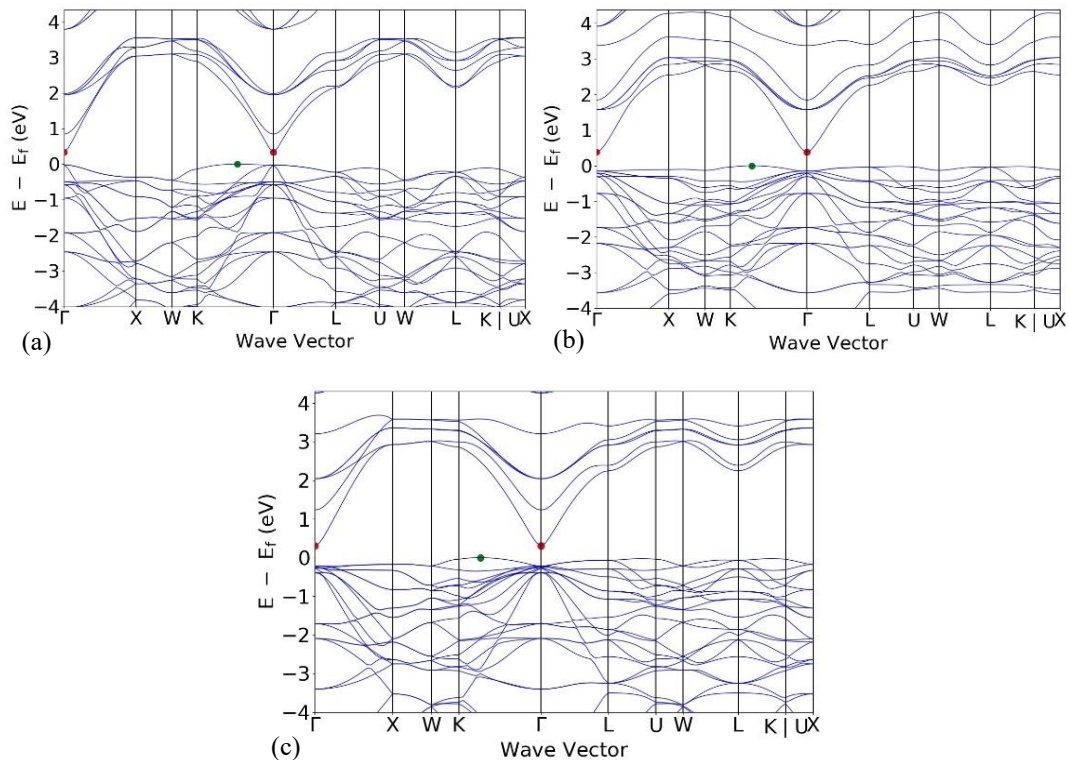 4
3
2
1
0
−1
−2
−3
−4
E − E_f (eV)
Γ X W K Γ L U W L K | U X
Wave Vector
(a)
4
3
2
1
0
−1
−2
−3
−4
E − E_f (eV)
Γ X W K Γ L U W L K | U X
Wave Vector
(b)
4
3
2
1
0
−1
−2
−3
−4
E − E_f (eV)
Γ X W K Γ L U W L K | U X
Wave Vector
(c)